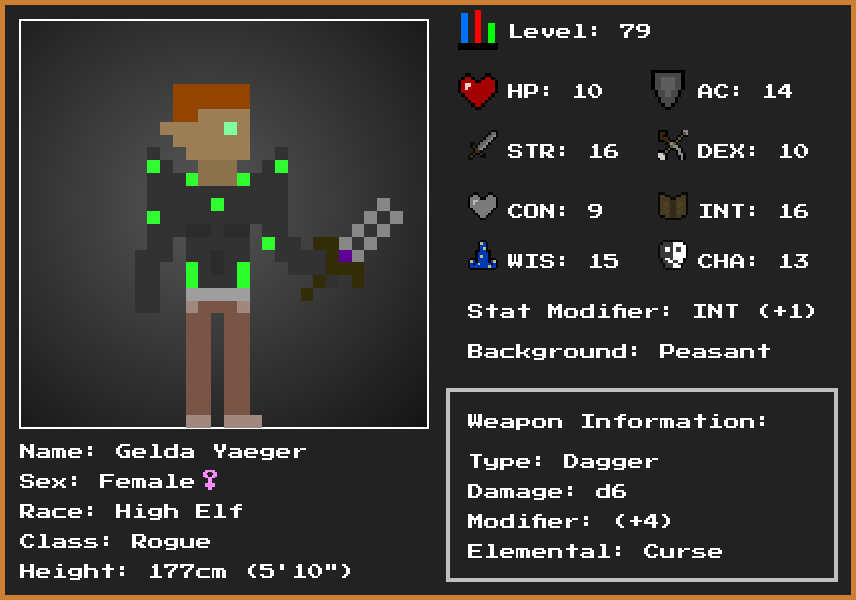 Level: 79
HP: 10
AC: 14
STR: 16
DEX: 10
CON: 9
INT: 16
WIS: 15
CHA: 13
Stat Modifier: INT (+1)
Background: Peasant
Name: Gelda Yaeger
Sex: Female♀
Race: High Elf
Class: Rogue
Height: 177cm (5'10")
Weapon Information:
Type: Dagger
Damage: d6
Modifier: (+4)
Elemental: Curse